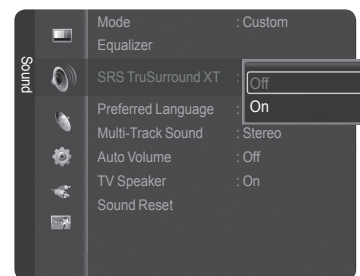 Sound
Mode : Custom
Equalizer
SRS TruSurround XT :
Off
On
Preferred Language :
Multi-Track Sound : Stereo
Auto Volume : Off
TV Speaker : On
Sound Reset